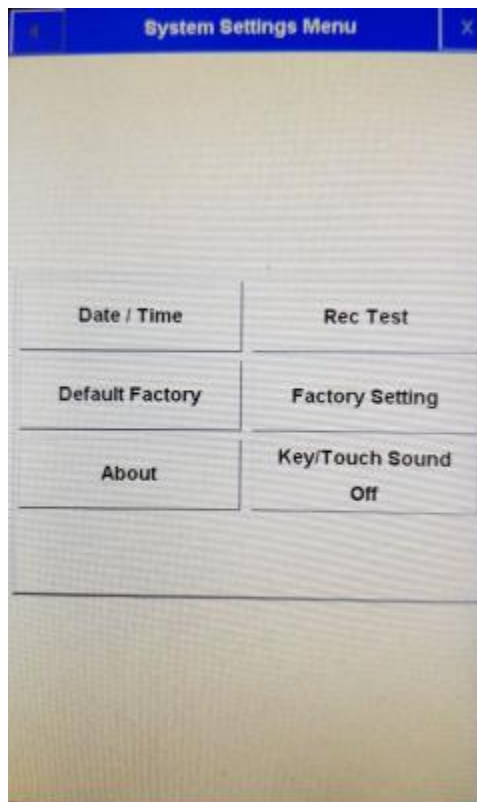 System Settings Menu X
Date / Time
Rec Test
Default Factory
Factory Setting
About
Key/Touch Sound
Off